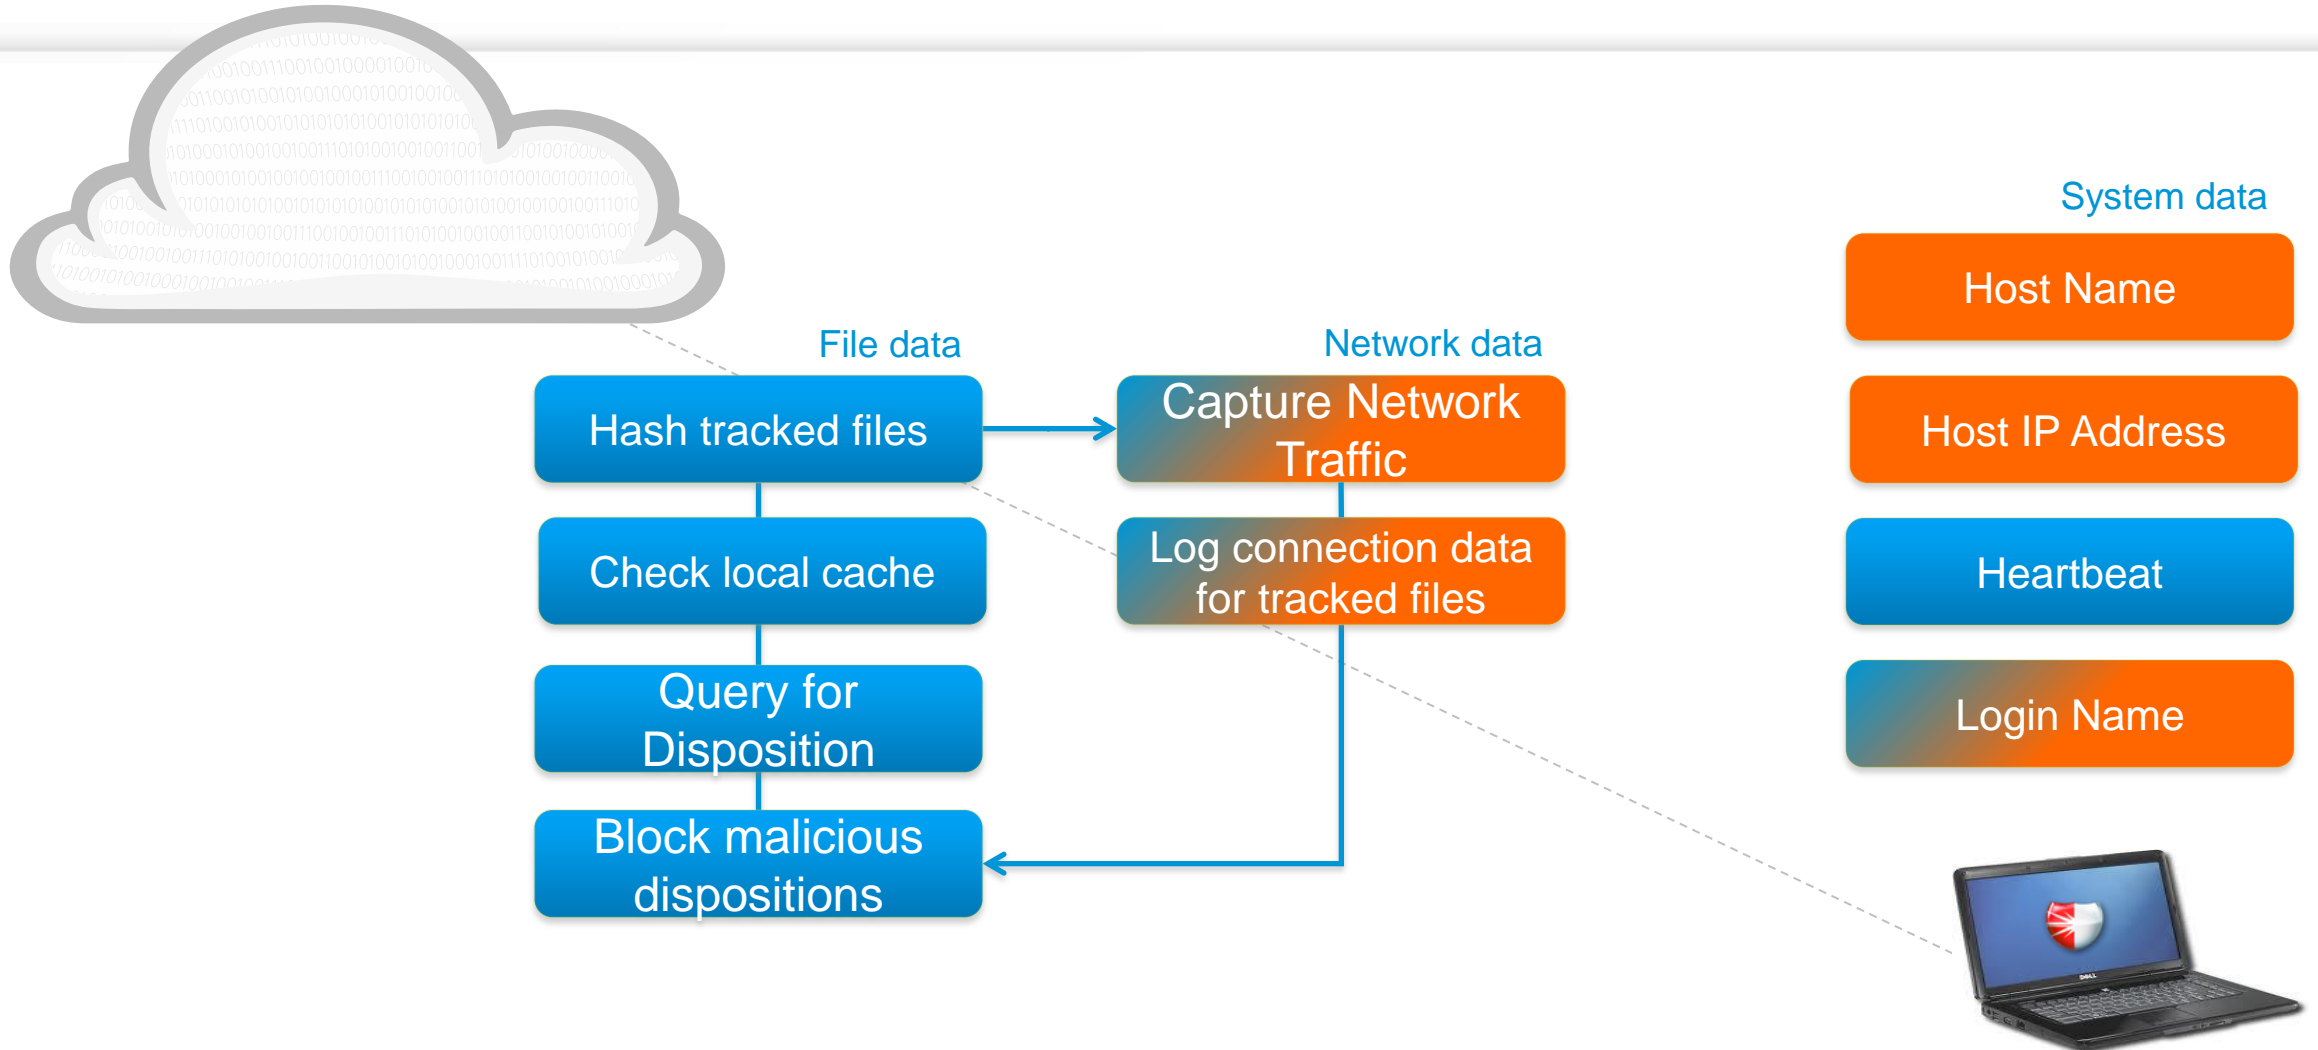 File data
Hash tracked files
Check local cache
Query for
Disposition
Block malicious
dispositions
Network data
Capture Network
Traffic
Log connection data
for tracked files
System data
Host Name
Host IP Address
Heartbeat
Login Name
DELL